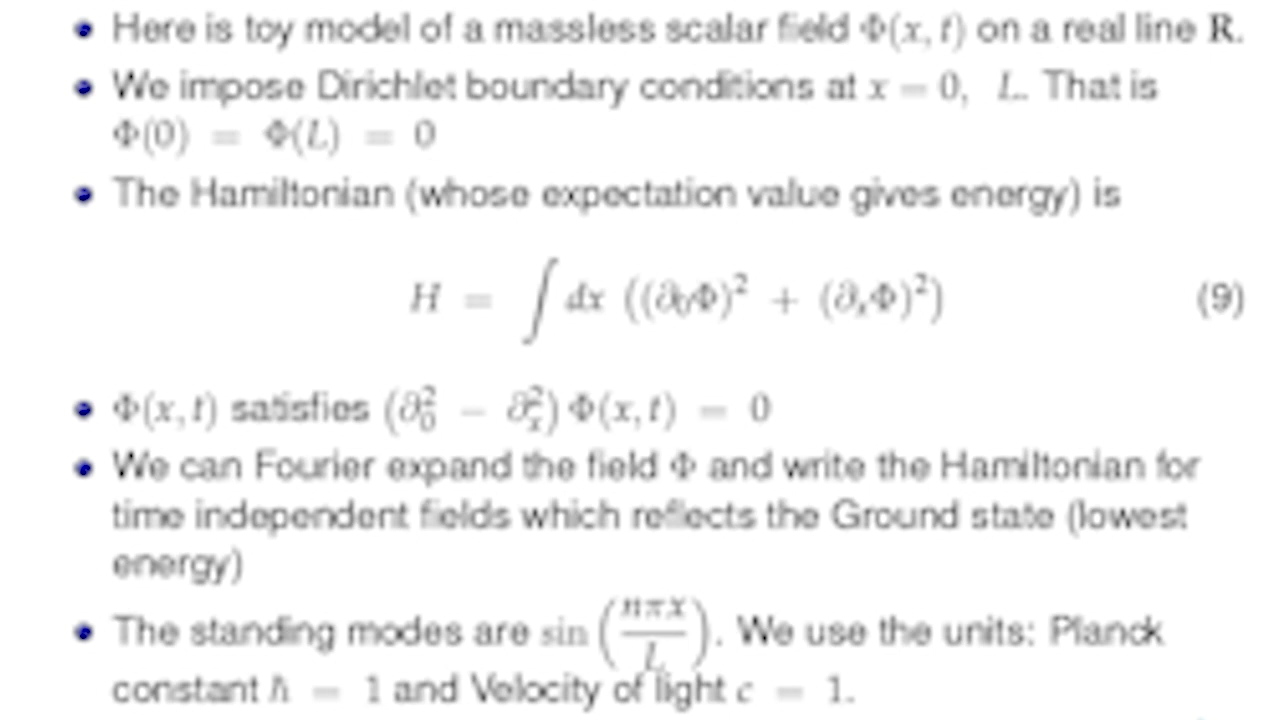 • Here is toy model of a massless scalar field Φ(x, t) on a real line R.
• We impose Dirichlet boundary conditions at x = 0, L. That is
Φ(0) = Φ(L) = 0
• The Hamiltonian (whose expectation value gives energy) is
H = ∫ dx ((∂₀Φ)² + (∂ₓΦ)²) (9)
• Φ(x, t) satisfies (∂₀² − ∂ₓ²) Φ(x, t) = 0
• We can Fourier expand the field Φ and write the Hamiltonian for
time independent fields which reflects the Ground state (lowest
energy)
• The standing modes are sin (nπx/L). We use the units: Planck
constant ħ = 1 and Velocity of light c = 1.